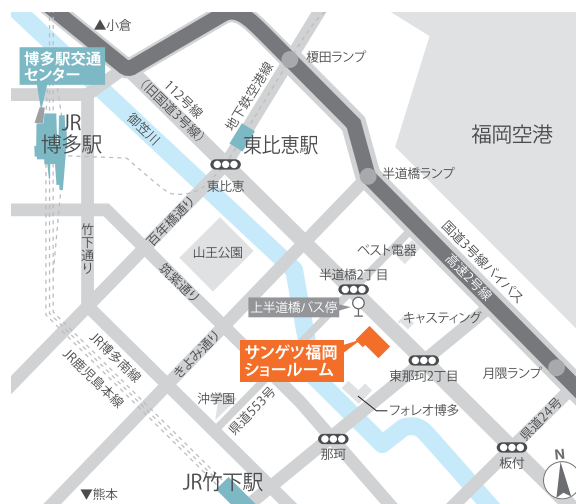 ▲小倉
博多駅交通
センター
JR
博多駅
112号線
(旧国道3号線)
御笠川
地下鉄空港線
榎田ランプ
東比恵駅
福岡空港
東比恵
半道橋ランプ
百年橋通り
竹下通り
山王公園
筑紫通り
ベスト電器
国道3号線バイパス
高速2号線
半道橋2丁目
上半道橋バス停
キャスティング
サンゲツ福岡
ショールーム
きよみ通り
JR博多南線
JR鹿児島本線
東那珂2丁目
月隈ランプ
沖学園
県道553号
フォレオ博多
県道24号
那珂
板付
JR竹下駅
▼熊本
N